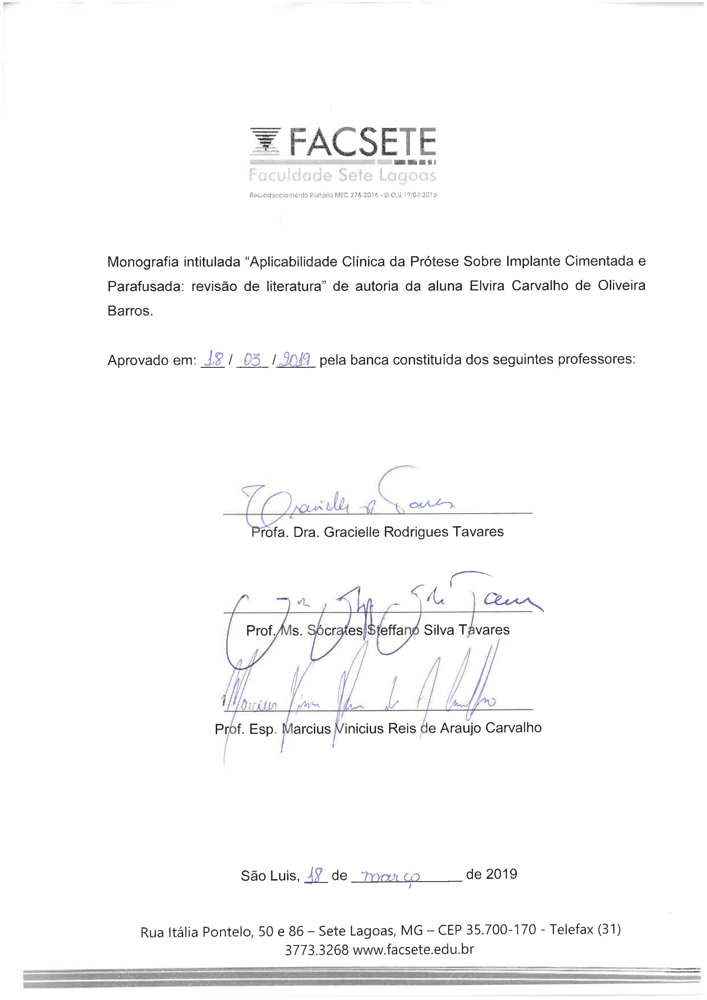 FACSETE
Faculdade Sete Lagoas
Recredenciamento Portaria MEC 278/2016 - D.O.U 19/04/2016
Monografia intitulada “Aplicabilidade Clínica da Prótese Sobre Implante Cimentada e
Parafusada: revisão de literatura” de autoria da aluna Elvira Carvalho de Oliveira
Barros.
Aprovado em: 18 / 03 / 2019 pela banca constituída dos seguintes professores:
Profa. Dra. Gracielle Rodrigues Tavares
Prof. Ms. Sócrates Steffano Silva Tavares
Prof. Esp. Marcius Vinicius Reis de Araujo Carvalho
São Luis, 18 de março de 2019
Rua Itália Pontelo, 50 e 86 – Sete Lagoas, MG – CEP 35.700-170 - Telefax (31)
3773.3268 www.facsete.edu.br